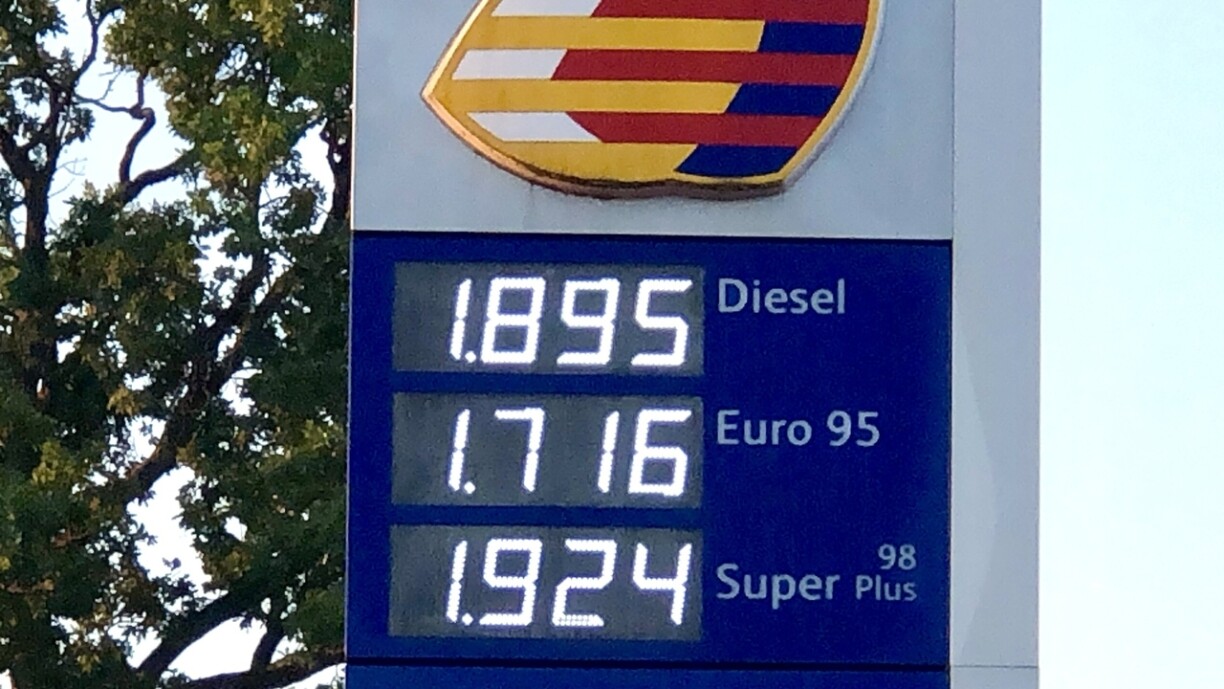 1.895 Diesel
1.716 Euro 95
1.924 Super Plus 98